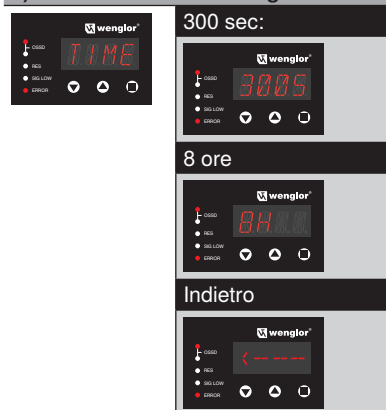 300 sec:
wenglor®
OSSD
RES
SIG LOW
ERROR
TIME
wenglor®
OSSD
RES
SIG LOW
ERROR
300S
8 ore
wenglor®
OSSD
RES
SIG LOW
ERROR
8H
Indietro
wenglor®
OSSD
RES
SIG LOW
ERROR
<----